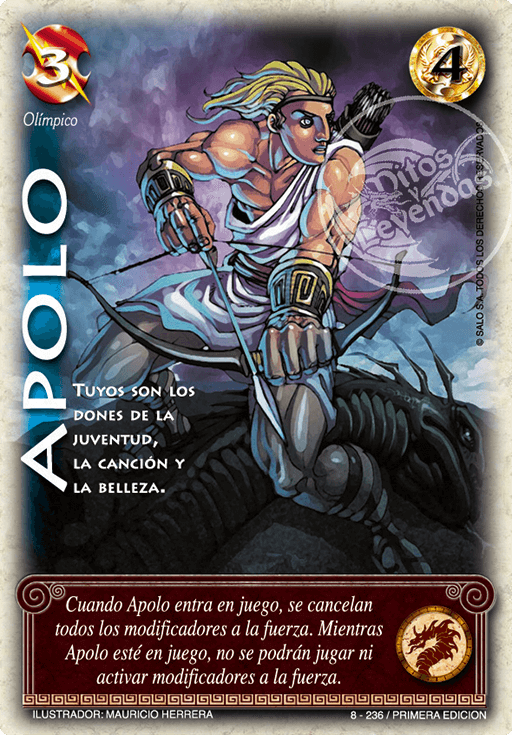 3
4
Olímpico
APOLO
Mitos
y
Leyendas
© SALO S.A. TODOS LOS DERECHOS RESERVADOS
TUYOS SON LOS
DONES DE LA
JUVENTUD,
LA CANCIÓN Y
LA BELLEZA.
Cuando Apolo entra en juego, se cancelan
todos los modificadores a la fuerza. Mientras
Apolo esté en juego, no se podrán jugar ni
activar modificadores a la fuerza.
ILUSTRADOR: MAURICIO HERRERA
8 - 236 / PRIMERA EDICION